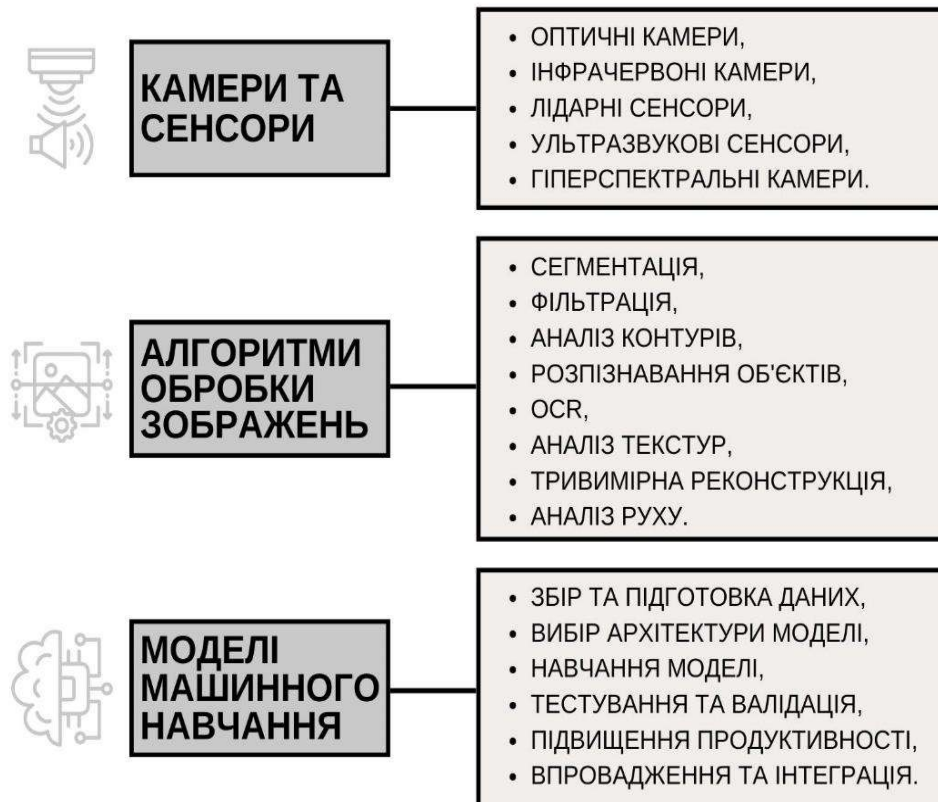 КАМЕРИ ТА
СЕНСОРИ
• ОПТИЧНІ КАМЕРИ,
• ІНФРАЧЕРВОНІ КАМЕРИ,
• ЛІДАРНІ СЕНСОРИ,
• УЛЬТРАЗВУКОВІ СЕНСОРИ,
• ГІПЕРСПЕКТРАЛЬНІ КАМЕРИ.
АЛГОРИТМИ
ОБРОБКИ
ЗОБРАЖЕНЬ
• СЕГМЕНТАЦІЯ,
• ФІЛЬТРАЦІЯ,
• АНАЛІЗ КОНТУРІВ,
• РОЗПІЗНАВАННЯ ОБ'ЄКТІВ,
• OCR,
• АНАЛІЗ ТЕКСТУР,
• ТРИВИМІРНА РЕКОНСТРУКЦІЯ,
• АНАЛІЗ РУХУ.
МОДЕЛІ
МАШИННОГО
НАВЧАННЯ
• ЗБІР ТА ПІДГОТОВКА ДАНИХ,
• ВИБІР АРХІТЕКТУРИ МОДЕЛІ,
• НАВЧАННЯ МОДЕЛІ,
• ТЕСТУВАННЯ ТА ВАЛІДАЦІЯ,
• ПІДВИЩЕННЯ ПРОДУКТИВНОСТІ,
• ВПРОВАДЖЕННЯ ТА ІНТЕГРАЦІЯ.